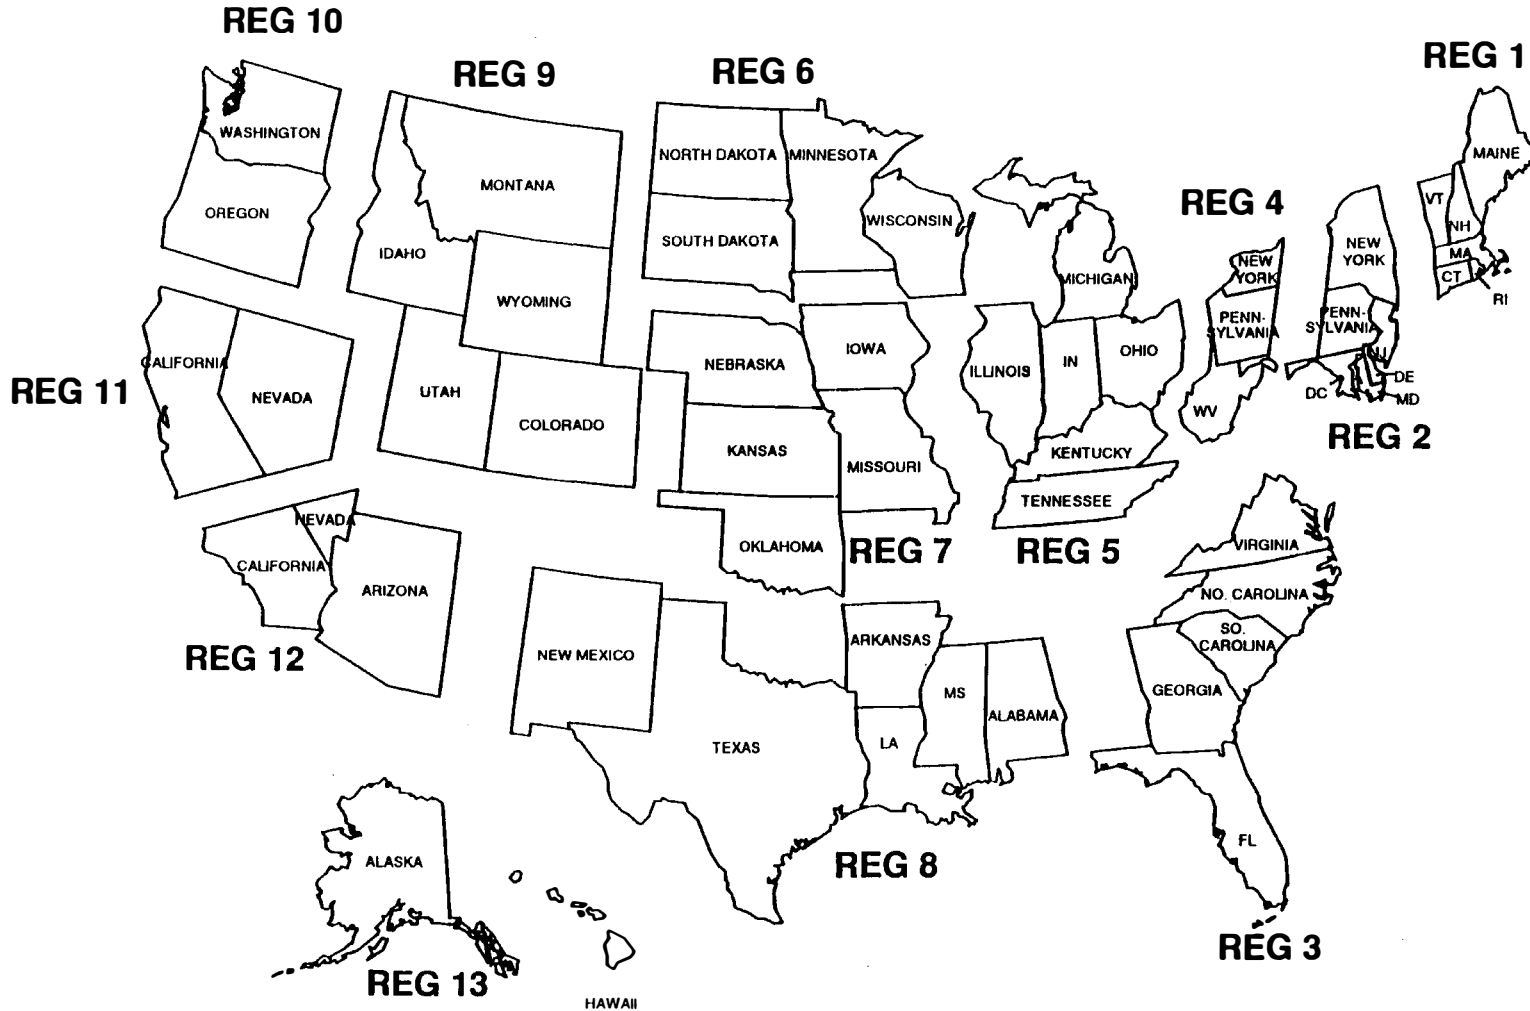 REG 10
REG 9
REG 6
REG 1
WASHINGTON
OREGON
MONTANA
IDAHO
WYOMING
NORTH DAKOTA
MINNESOTA
SOUTH DAKOTA
WISCONSIN
MICHIGAN
REG 4
NEW
YORK
PENN-
SYLVANIA
WV
MAINE
VT
NH
MA
CT
RI
NEW
YORK
PENN-
SYLVANIA
NJ
DE
MD
DC
REG 2
REG 11
CALIFORNIA
NEVADA
UTAH
COLORADO
NEBRASKA
IOWA
KANSAS
MISSOURI
ILLINOIS
IN
OHIO
KENTUCKY
TENNESSEE
REG 7
REG 5
OKLAHOMA
NEVADA
CALIFORNIA
ARIZONA
REG 12
NEW MEXICO
TEXAS
ARKANSAS
LA
MS
ALABAMA
REG 8
VIRGINIA
NO. CAROLINA
SO.
CAROLINA
GEORGIA
FL
REG 3
ALASKA
REG 13
HAWAII